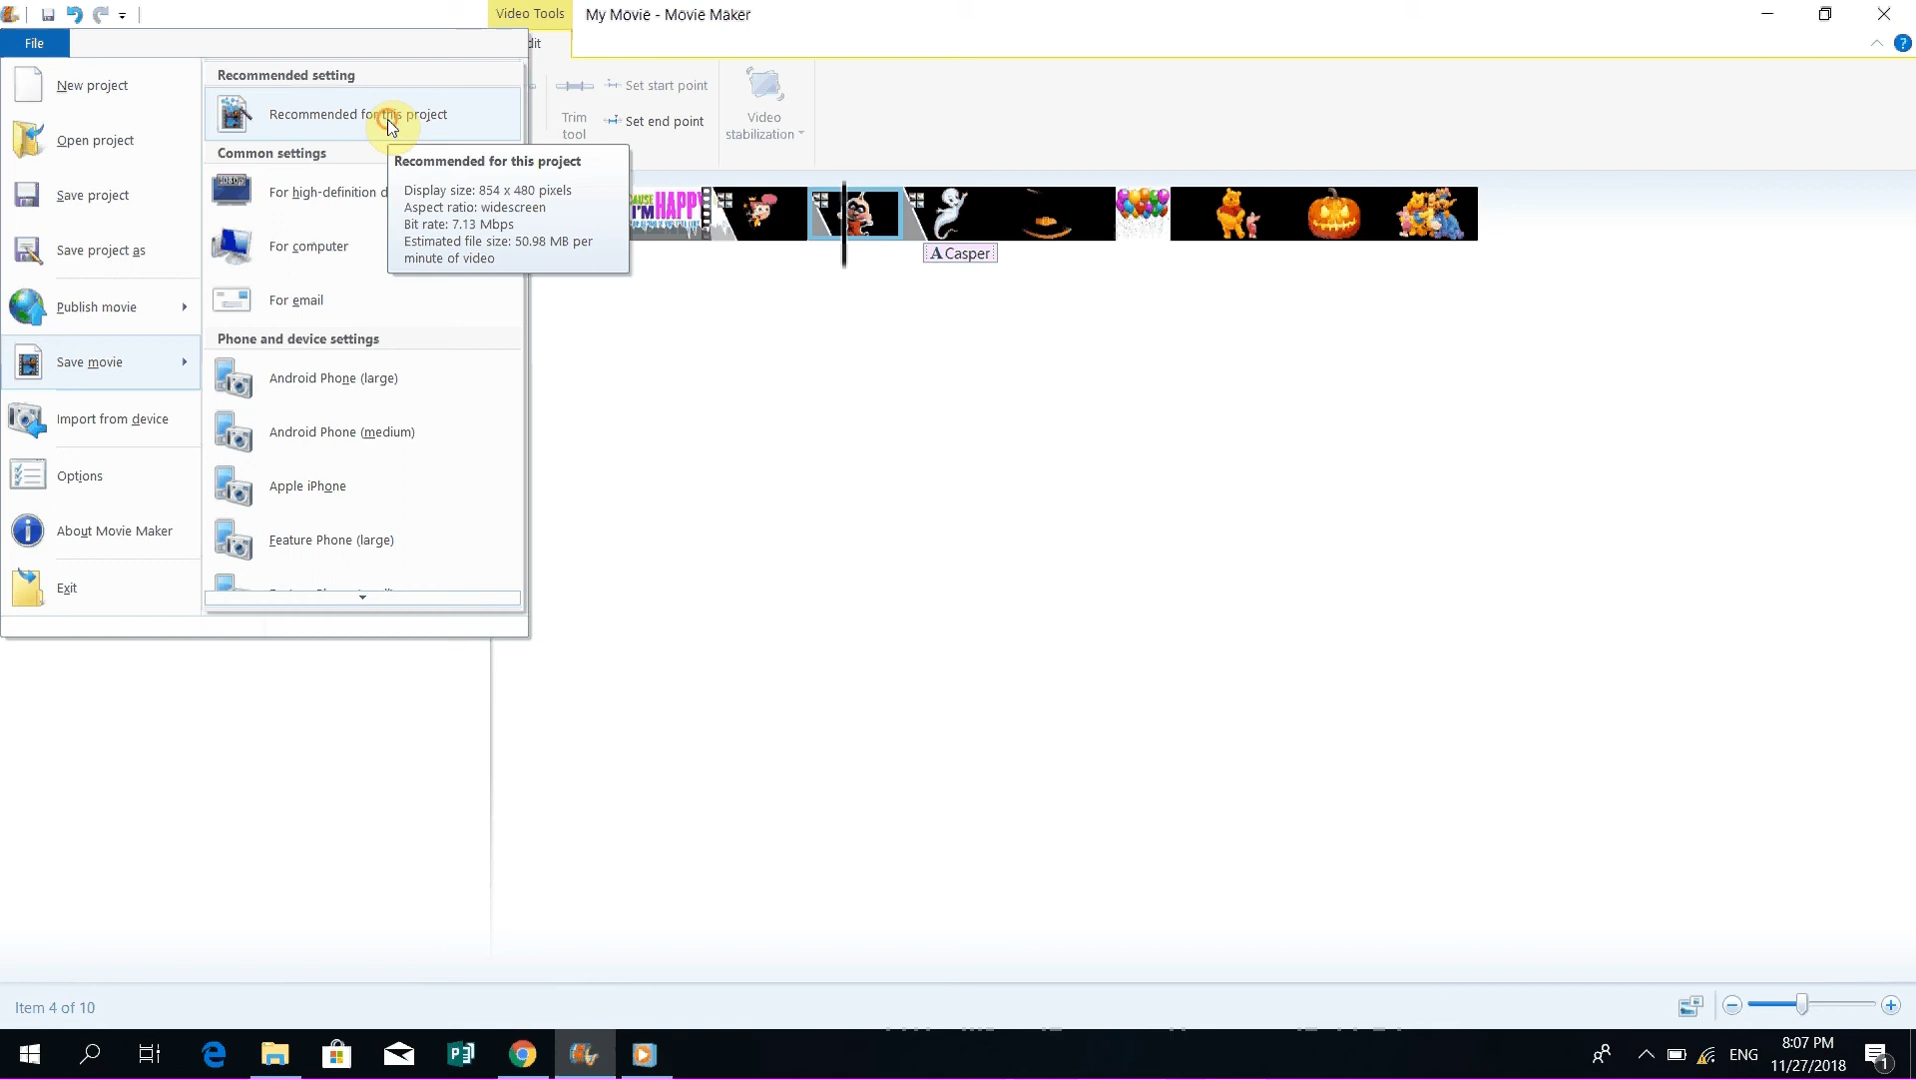 Video Tools
My Movie - Movie Maker
File
dit
New project
Open project
Save project
Save project as
Publish movie
Save movie
Import from device
Options
About Movie Maker
Exit
Recommended setting
Recommended for this project
Common settings
For high-definition d
For computer
For email
Phone and device settings
Android Phone (large)
Android Phone (medium)
Apple iPhone
Feature Phone (large)
Recommended for this project
Display size: 854 x 480 pixels
Aspect ratio: widescreen
Bit rate: 7.13 Mbps
Estimated file size: 50.98 MB per
minute of video
Trim
tool
Set start point
Set end point
Video
stabilization
AUSE
I'M HAPPY
A Casper
Item 4 of 10
ENG
8:07 PM
11/27/2018
1